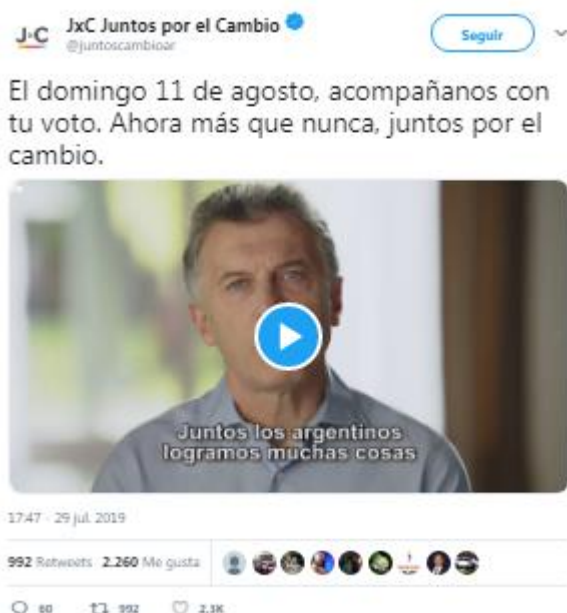 J×C
JxC Juntos por el Cambio
@juntoscambioar
Seguir
El domingo 11 de agosto, acompañanos con
tu voto. Ahora más que nunca, juntos por el
cambio.
Juntos los argentinos
logramos muchas cosas
17:47 - 29 jul. 2019
992 Retweets 2.260 Me gusta
60 992 2.3K